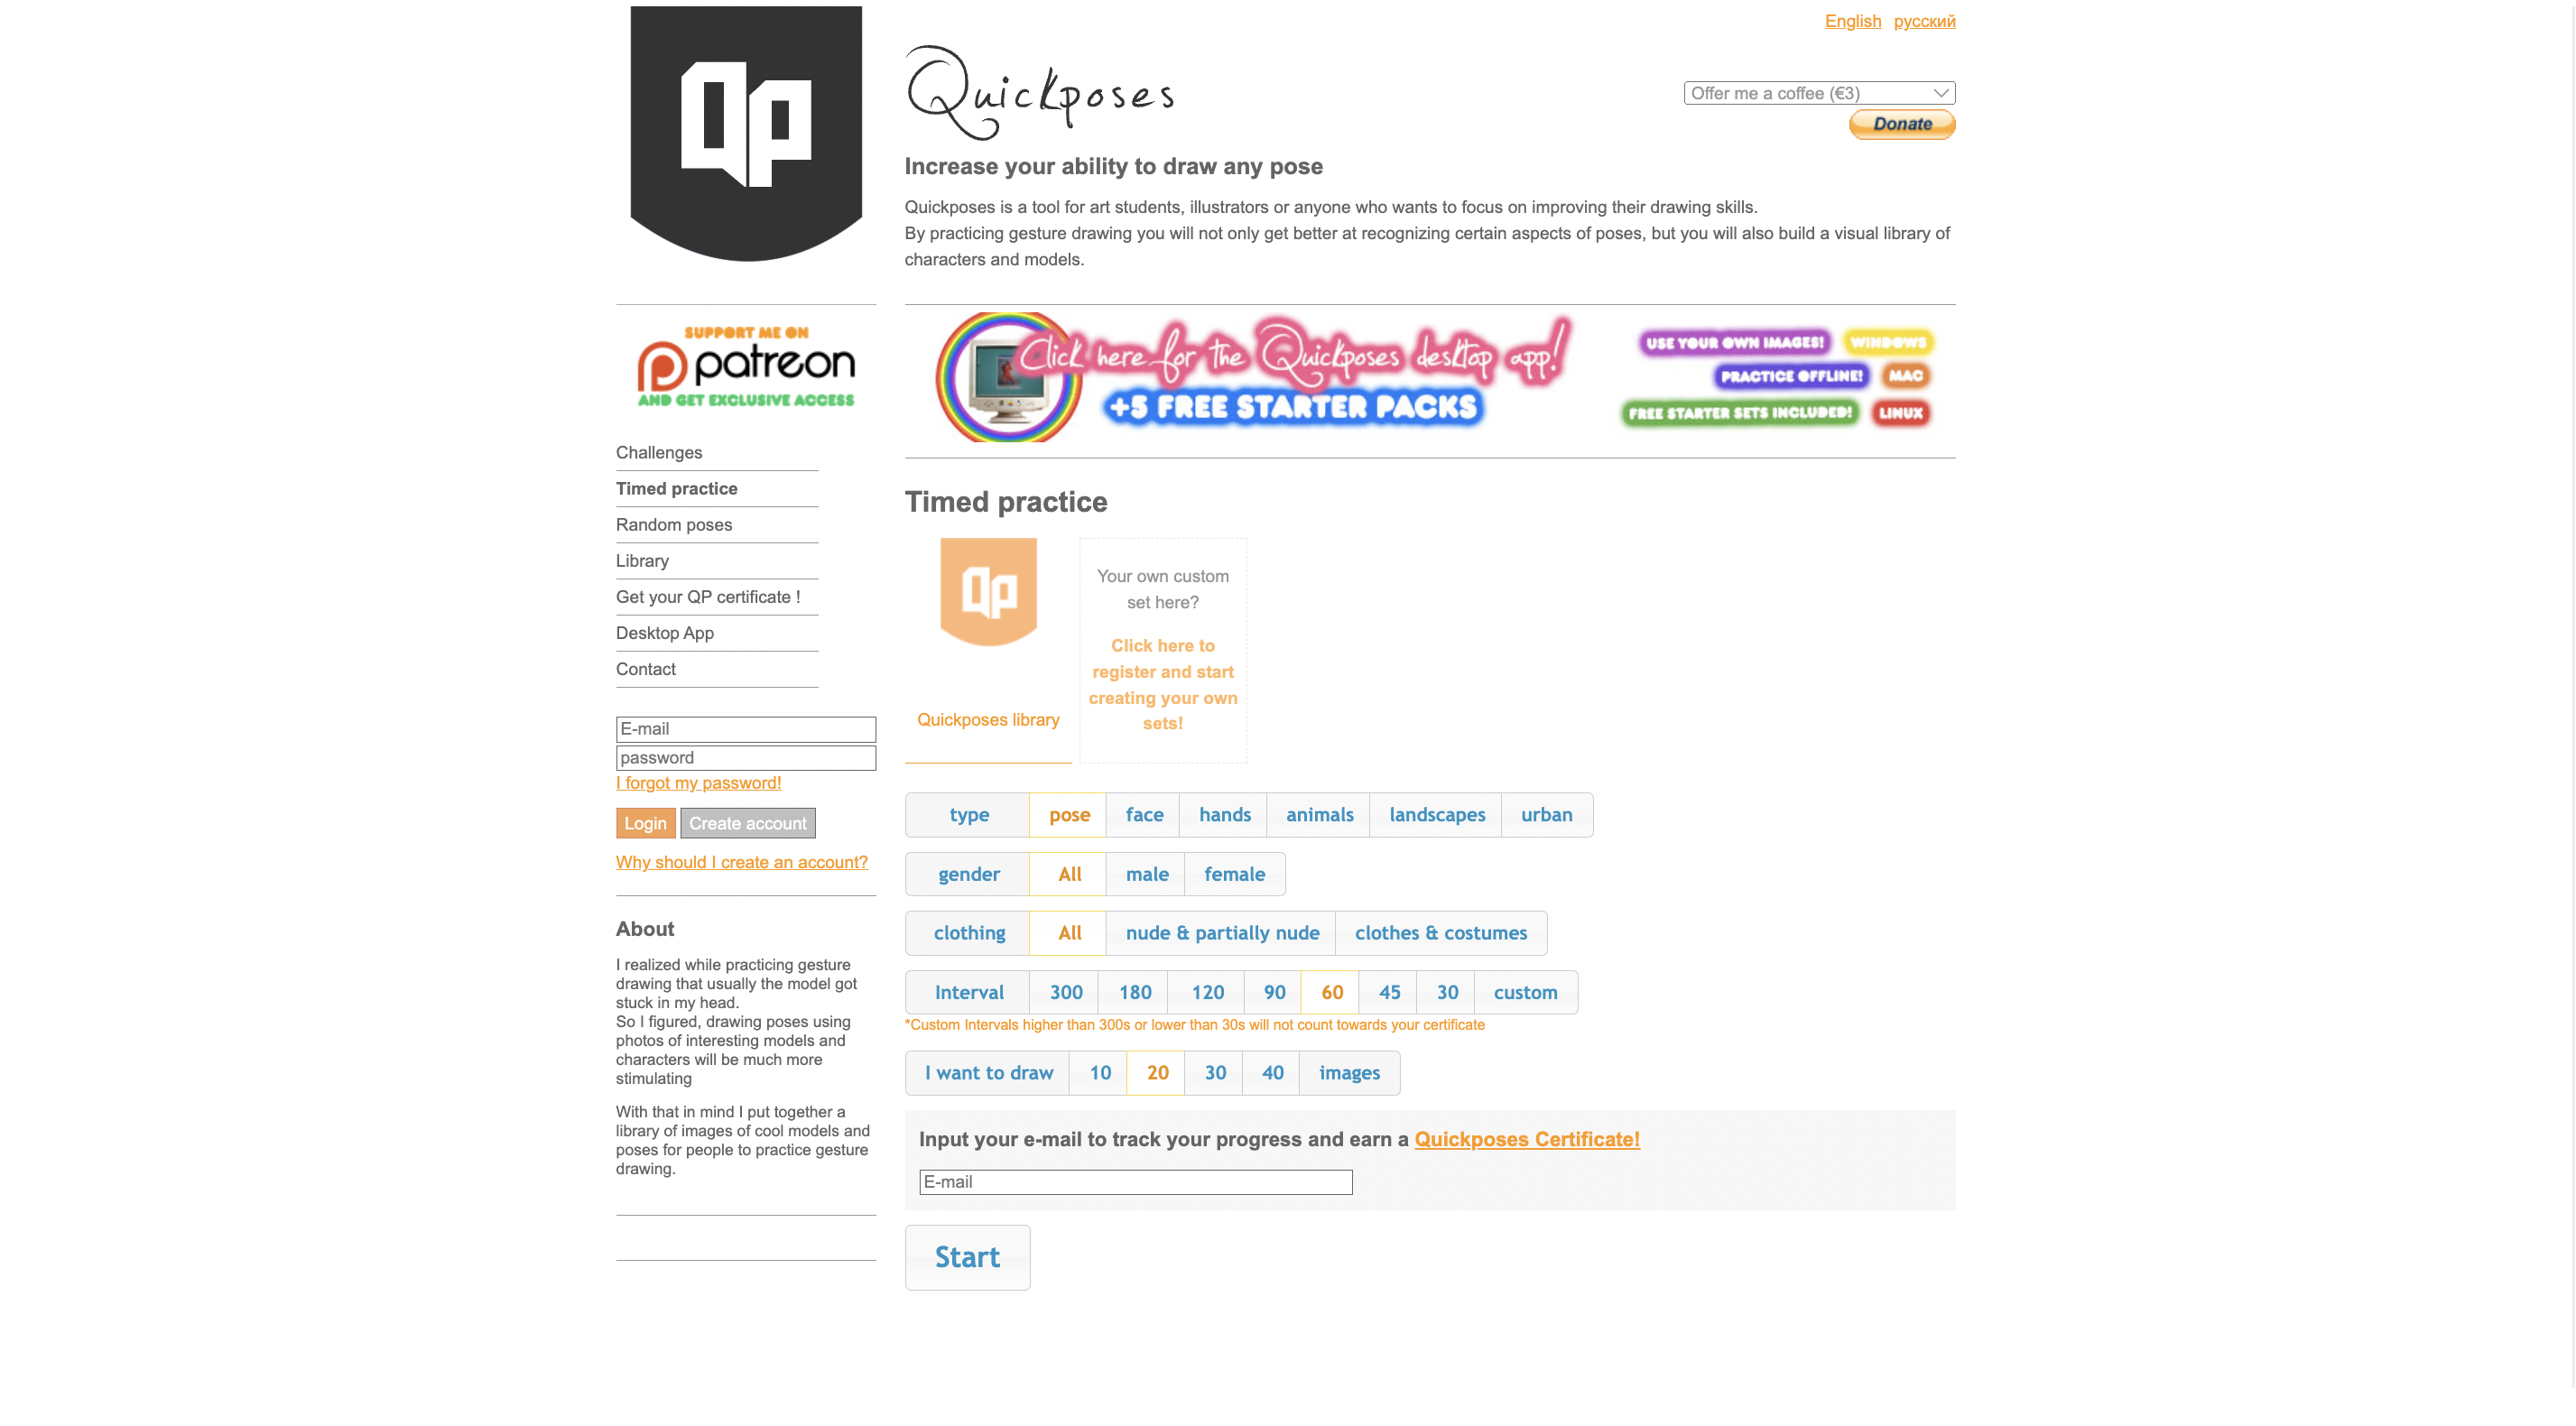 English русский
QP
Quickposes
Offer me a coffee (€3)
Donate
Increase your ability to draw any pose
Quickposes is a tool for art students, illustrators or anyone who wants to focus on improving their drawing skills.
By practicing gesture drawing you will not only get better at recognizing certain aspects of poses, but you will also build a visual library of
characters and models.
SUPPORT ME ON
patreon
AND GET EXCLUSIVE ACCESS
Click here for the Quickposes desktop app!
+5 FREE STARTER PACKS
USE YOUR OWN IMAGES! WINDOWS
PRACTICE OFFLINE! MAC
FREE STARTER SETS INCLUDED! LINUX
Challenges
Timed practice
Random poses
Library
Get your QP certificate !
Desktop App
Contact
E-mail
password
I forgot my password!
Login Create account
Why should I create an account?
About
I realized while practicing gesture
drawing that usually the model got
stuck in my head.
So I figured, drawing poses using
photos of interesting models and
characters will be much more
stimulating
With that in mind I put together a
library of images of cool models and
poses for people to practice gesture
drawing.
Timed practice
QP
Quickposes library
Your own custom
set here?
Click here to
register and start
creating your own
sets!
type pose face hands animals landscapes urban
gender All male female
clothing All nude & partially nude clothes & costumes
Interval 300 180 120 90 60 45 30 custom
*Custom Intervals higher than 300s or lower than 30s will not count towards your certificate
I want to draw 10 20 30 40 images
Input your e-mail to track your progress and earn a Quickposes Certificate!
E-mail
Start